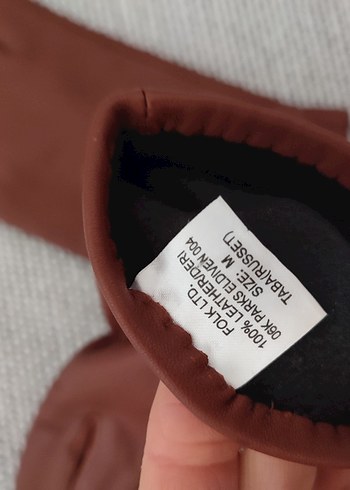 FOLK LTD.
100% LEATHER/DERİ
06K PARKS ELDIVEN 004
SIZE: M
TABA(RUSSET)